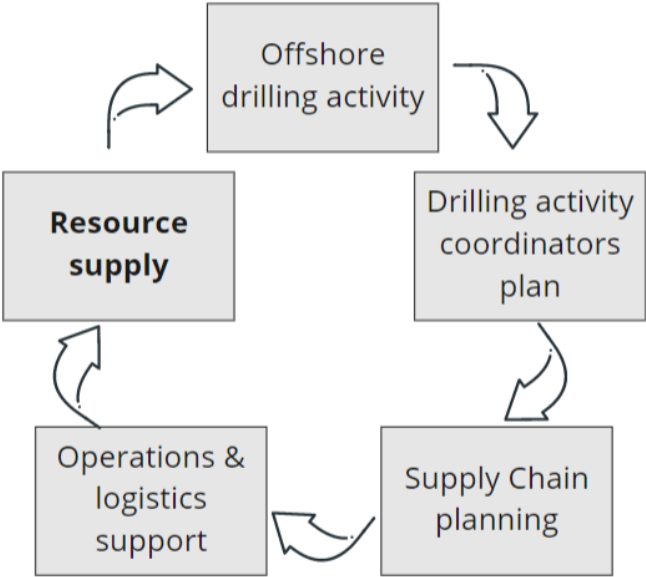 Offshore
drilling activity
Drilling activity
coordinators
plan
Supply Chain
planning
Operations &
logistics
support
Resource
supply